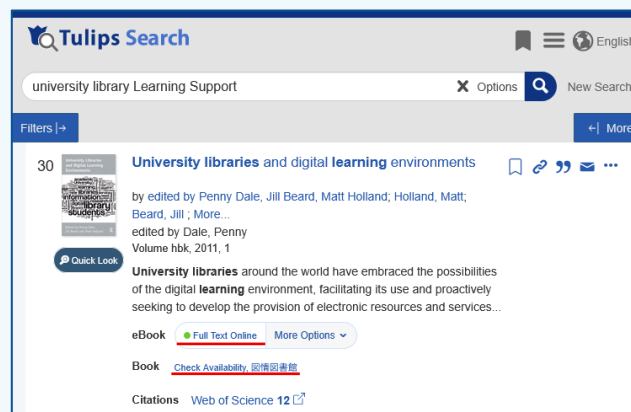 Tulips Search
English
university library Learning Support
Options
New Search
Filters
More
30
University libraries and digital learning environments
by edited by Penny Dale, Jill Beard, Matt Holland; Holland, Matt;
Beard, Jill ; More...
edited by Dale, Penny
Volume hbk, 2011, 1
Quick Look
University libraries around the world have embraced the possibilities
of the digital learning environment, facilitating its use and proactively
seeking to develop the provision of electronic resources and services...
eBook Full Text Online More Options
Book Check Availability, 図情図書館
Citations Web of Science 12